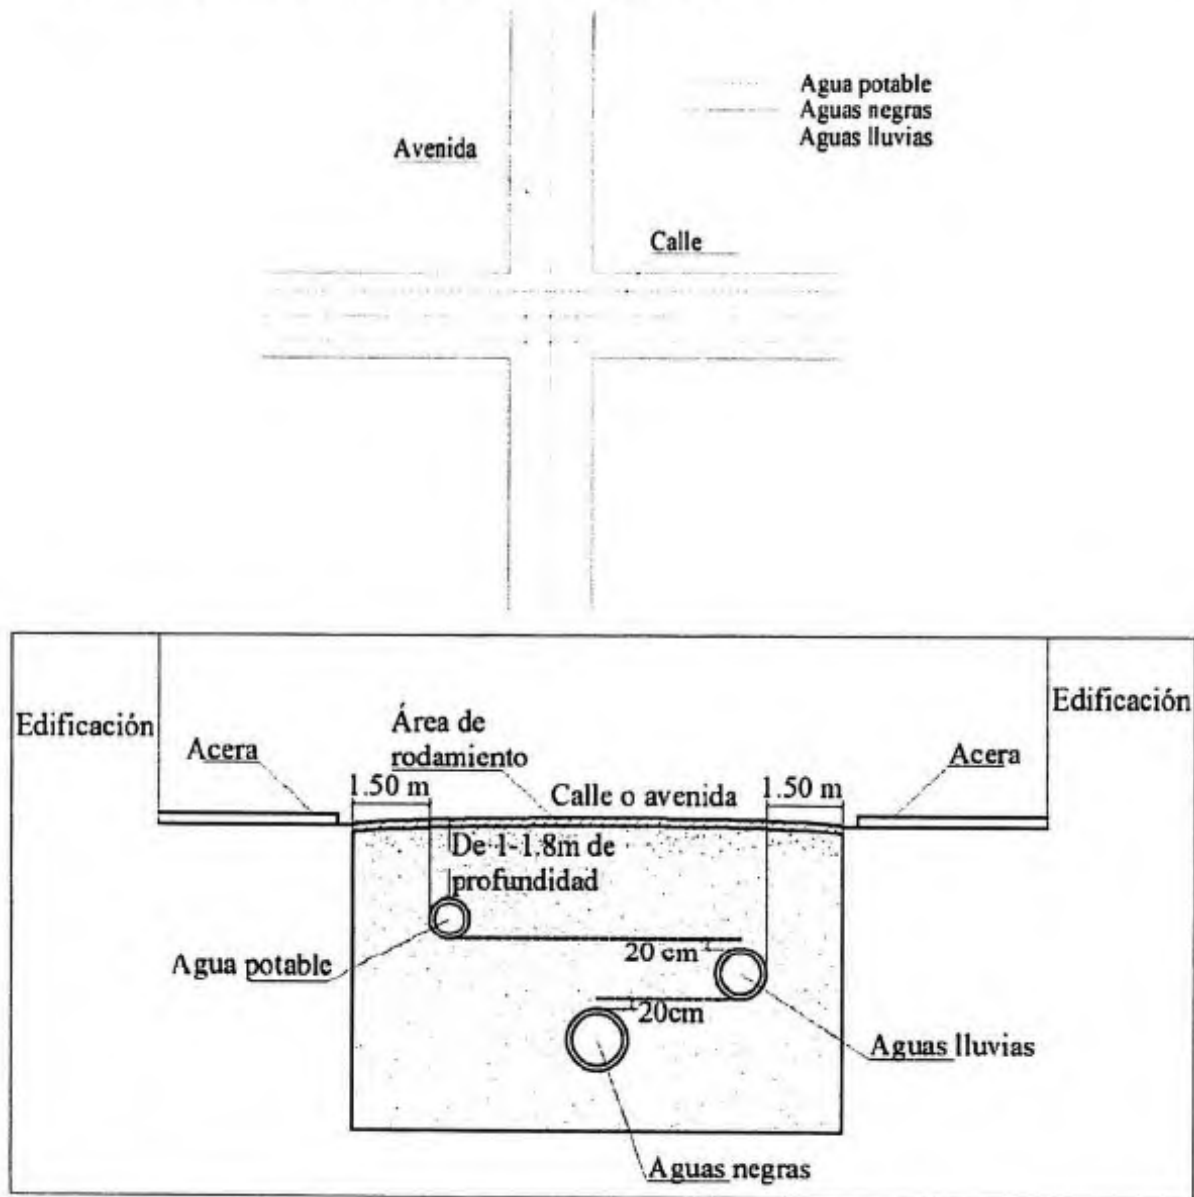 Agua potable
Aguas negras
Aguas lluvias
Avenida
Calle
Edificación
Edificación
Área de
rodamiento
Acera
Acera
1.50 m
Calle o avenida
1.50 m
De 1-1.8m de
profundidad
20 cm
Agua potable
20cm
Aguas lluvias
Aguas negras